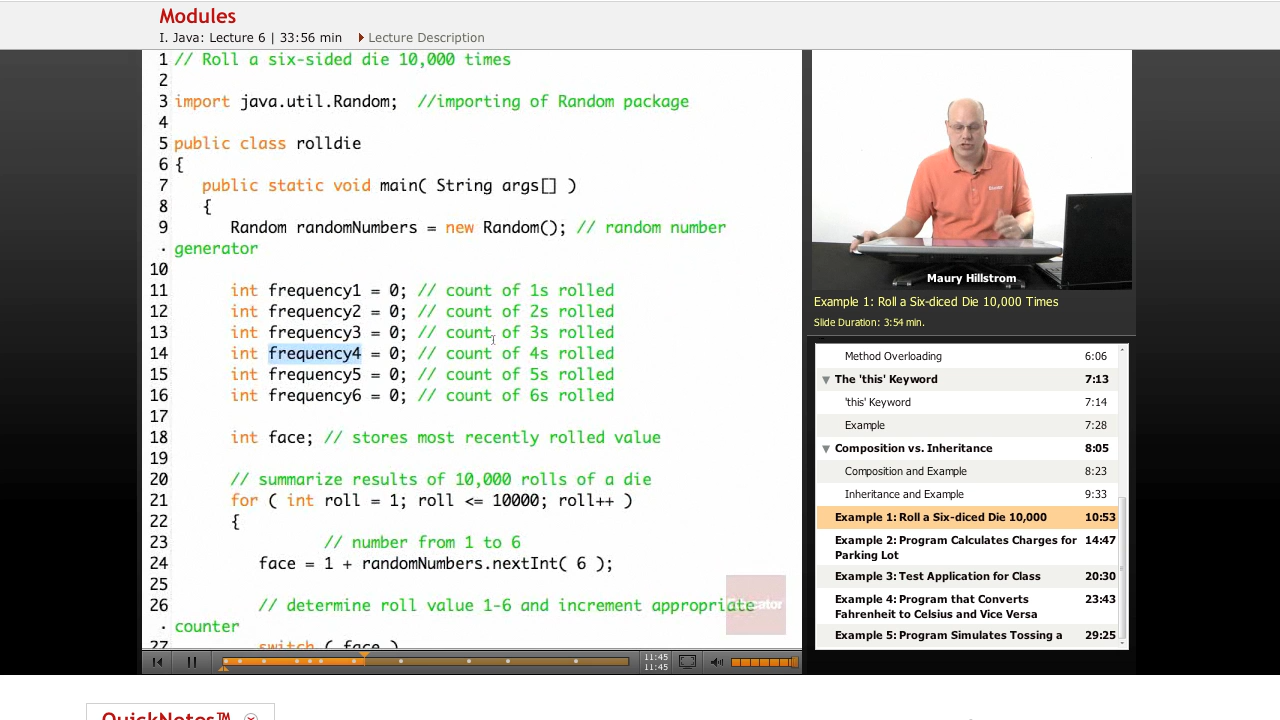 Modules
I. Java: Lecture 6 | 33:56 min
Lecture Description
1 // Roll a six-sided die 10,000 times
2
3 import java.util.Random;  //importing of Random package
4
5 public class rolldie
6 {
7    public static void main( String args[] )
8    {
9       Random randomNumbers = new Random(); // random number
· generator
10
11       int frequency1 = 0; // count of 1s rolled
12       int frequency2 = 0; // count of 2s rolled
13       int frequency3 = 0; // count of 3s rolled
14       int frequency4 = 0; // count of 4s rolled
15       int frequency5 = 0; // count of 5s rolled
16       int frequency6 = 0; // count of 6s rolled
17
18       int face; // stores most recently rolled value
19
20       // summarize results of 10,000 rolls of a die
21       for ( int roll = 1; roll <= 10000; roll++ )
22       {
23                 // number from 1 to 6
24          face = 1 + randomNumbers.nextInt( 6 );
25
26          // determine roll value 1-6 and increment appropriate
· counter
27          switch ( face )
11:45
11:45
Maury Hillstrom
Example 1: Roll a Six-diced Die 10,000 Times
Slide Duration: 3:54 min.
Method Overloading 6:06
The 'this' Keyword 7:13
'this' Keyword 7:14
Example 7:28
Composition vs. Inheritance 8:05
Composition and Example 8:23
Inheritance and Example 9:33
Example 1: Roll a Six-diced Die 10,000 10:53
Example 2: Program Calculates Charges for 14:47
Parking Lot
Example 3: Test Application for Class 20:30
Example 4: Program that Converts 23:43
Fahrenheit to Celsius and Vice Versa
Example 5: Program Simulates Tossing a 29:25
QuickNotes™